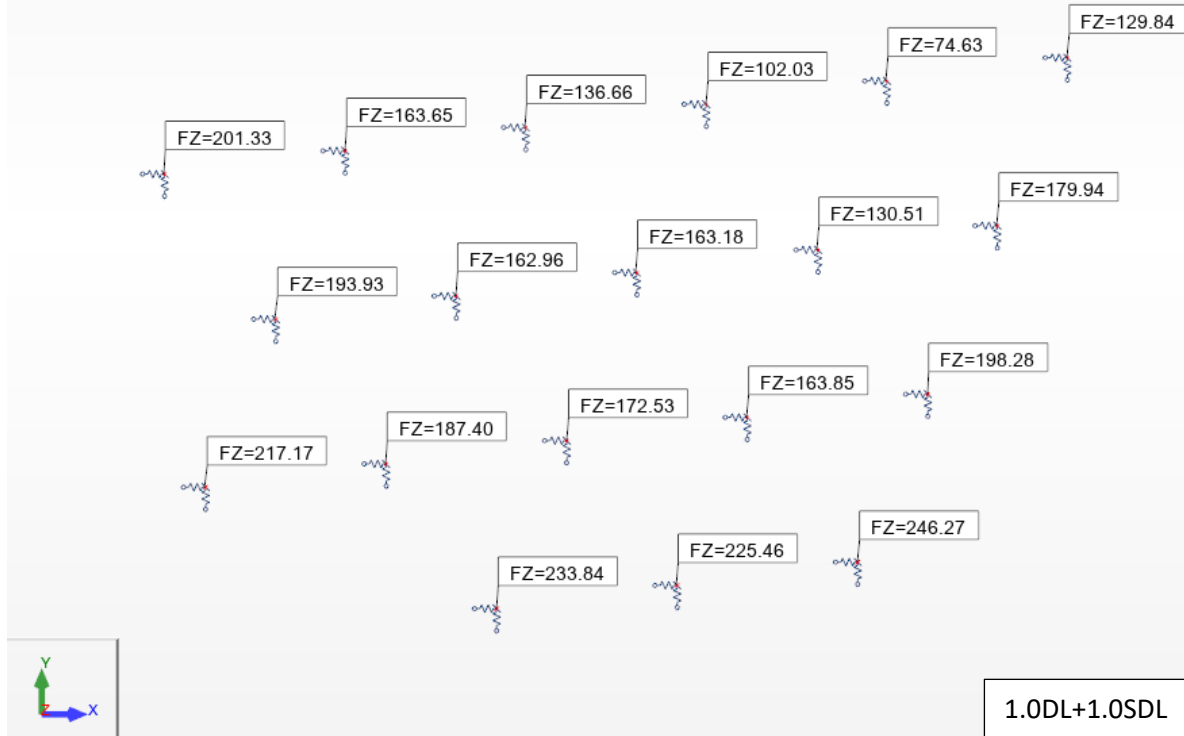 FZ=129.84
FZ=74.63
FZ=102.03
FZ=136.66
FZ=163.65
FZ=201.33
FZ=179.94
FZ=130.51
FZ=163.18
FZ=162.96
FZ=193.93
FZ=198.28
FZ=163.85
FZ=172.53
FZ=187.40
FZ=217.17
FZ=246.27
FZ=225.46
FZ=233.84
Y
Z
X
1.0DL+1.0SDL